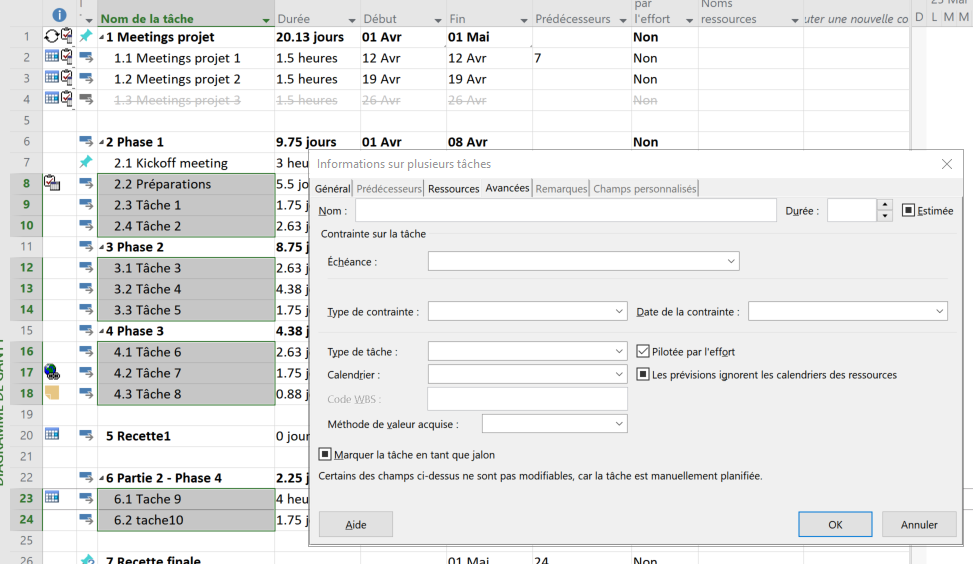 25 Mar
par Noms
Nom de la tâche Durée Début Fin Prédécesseurs l'effort ressources uter une nouvelle co D L M M
1 1 Meetings projet 20.13 jours 01 Avr 01 Mai Non
2 1.1 Meetings projet 1 1.5 heures 12 Avr 12 Avr 7 Non
3 1.2 Meetings projet 2 1.5 heures 19 Avr 19 Avr Non
4 1.3 Meetings projet 3 1.5 heures 26 Avr 26 Avr Non
5
6 2 Phase 1 9.75 jours 01 Avr 08 Avr Non
7 2.1 Kickoff meeting 3 heu
8 2.2 Préparations 5.5 jo
9 2.3 Tâche 1 1.75 j
10 2.4 Tâche 2 2.63 j
11 3 Phase 2 8.75 j
12 3.1 Tâche 3 2.63 j
13 3.2 Tâche 4 4.38 j
14 3.3 Tâche 5 1.75 j
15 4 Phase 3 4.38 j
16 4.1 Tâche 6 2.63 j
17 4.2 Tâche 7 1.75 j
18 4.3 Tâche 8 0.88 j
19
20 5 Recette1 0 jour
21
22 6 Partie 2 - Phase 4 2.25 j
23 6.1 Tache 9 4 heu
24 6.2 tache10 1.75 j
25
26 7 Recette finale 01 Mai 24 Non
DIAGRAMME DE GANTT
Informations sur plusieurs tâches
Général Prédécesseurs Ressources Avancées Remarques Champs personnalisés
Nom : Durée : Estimée
Contrainte sur la tâche
Échéance :
Type de contrainte : Date de la contrainte :
Type de tâche : Pilotée par l'effort
Calendrier : Les prévisions ignorent les calendriers des ressources
Code WBS :
Méthode de valeur acquise :
Marquer la tâche en tant que jalon
Certains des champs ci-dessus ne sont pas modifiables, car la tâche est manuellement planifiée.
Aide OK Annuler